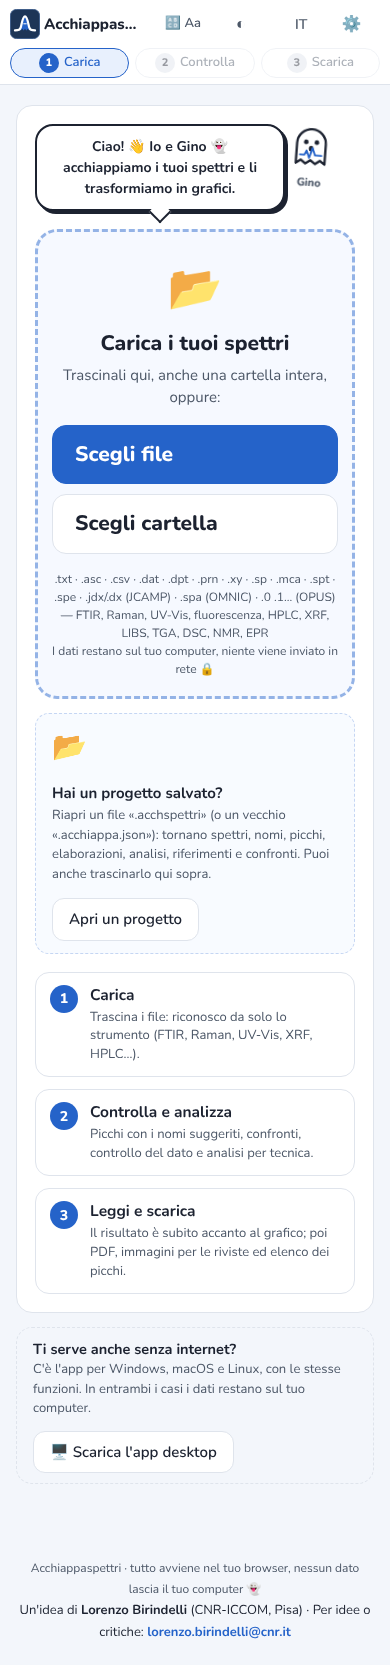 Acchiappas...
🔠 Aa
◐
IT
⚙️
1 Carica
2 Controlla
3 Scarica
Ciao! 👋 Io e Gino 👻
acchiappiamo i tuoi spettri e li
trasformiamo in grafici.
Gino
📂
Carica i tuoi spettri
Trascinali qui, anche una cartella intera,
oppure:
Scegli file
Scegli cartella
.txt · .asc · .csv · .dat · .dpt · .prn · .xy · .sp · .mca · .spt ·
.spe · .jdx/.dx (JCAMP) · .spa (OMNIC) · .0 .1… (OPUS)
— FTIR, Raman, UV-Vis, fluorescenza, HPLC, XRF,
LIBS, TGA, DSC, NMR, EPR
I dati restano sul tuo computer, niente viene inviato in
rete 🔒
📂
Hai un progetto salvato?
Riapri un file «.acchspettri» (o un vecchio
«.acchiappa.json»): tornano spettri, nomi, picchi,
elaborazioni, analisi, riferimenti e confronti. Puoi
anche trascinarlo qui sopra.
Apri un progetto
1 Carica
Trascina i file: riconosco da solo lo
strumento (FTIR, Raman, UV-Vis, XRF,
HPLC…).
2 Controlla e analizza
Picchi con i nomi suggeriti, confronti,
controllo del dato e analisi per tecnica.
3 Leggi e scarica
Il risultato è subito accanto al grafico; poi
PDF, immagini per le riviste ed elenco dei
picchi.
Ti serve anche senza internet?
C'è l'app per Windows, macOS e Linux, con le stesse
funzioni. In entrambi i casi i dati restano sul tuo
computer.
🖥️ Scarica l'app desktop
Acchiappaspettri · tutto avviene nel tuo browser, nessun dato
lascia il tuo computer 👻
Un'idea di Lorenzo Birindelli (CNR-ICCOM, Pisa) · Per idee o
critiche: lorenzo.birindelli@cnr.it